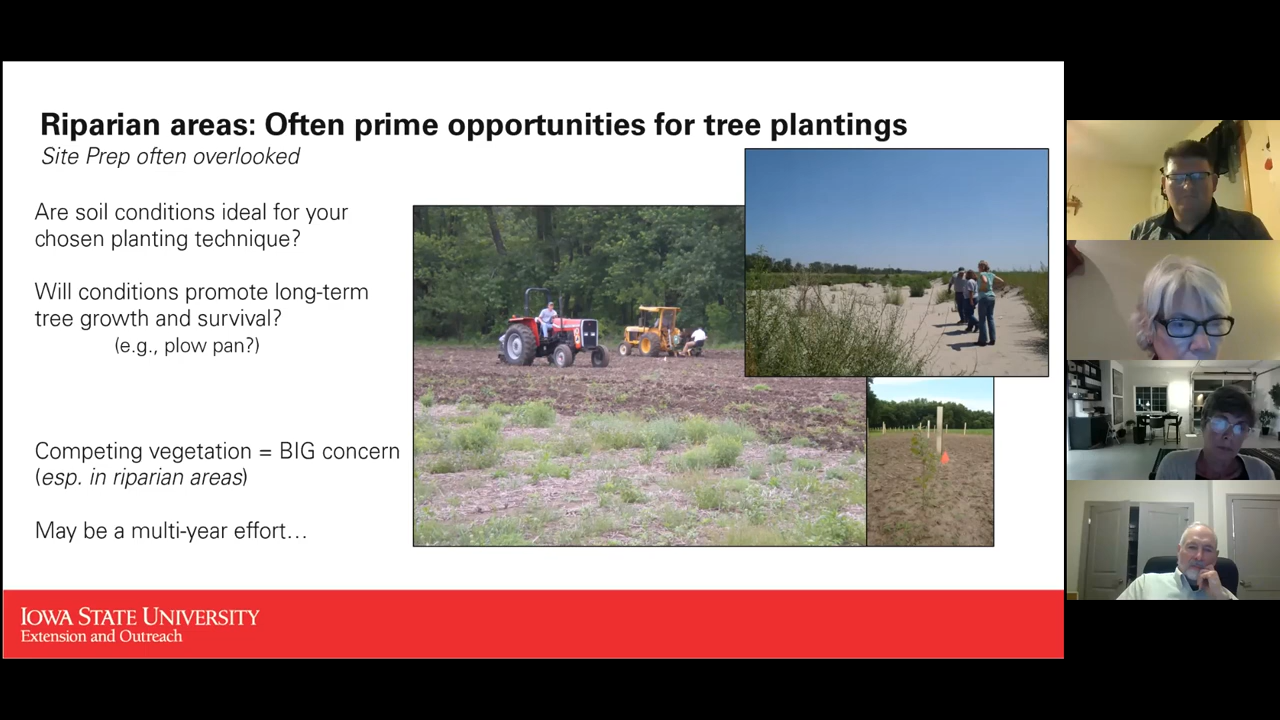 Riparian areas: Often prime opportunities for tree plantings
Site Prep often overlooked
Are soil conditions ideal for your
chosen planting technique?
Will conditions promote long-term
tree growth and survival?
(e.g., plow pan?)
Competing vegetation = BIG concern
(esp. in riparian areas)
May be a multi-year effort…
IOWA STATE UNIVERSITY
Extension and Outreach